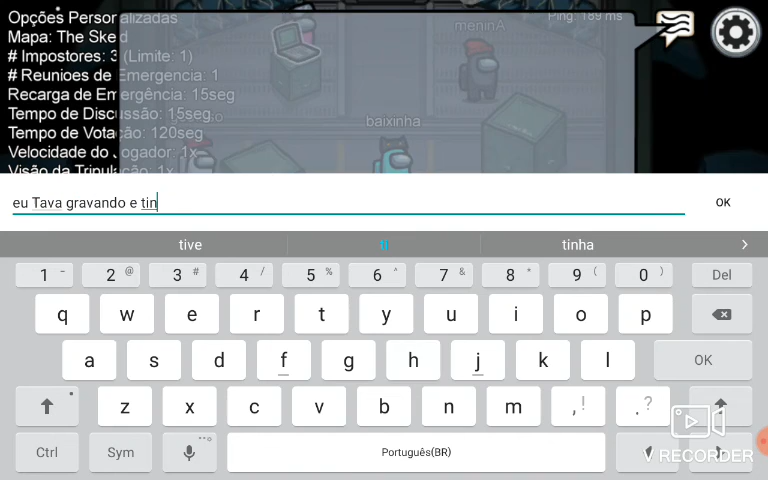 Opções Personalizadas
Ping: 189 ms
Mapa: The Skeld
meninA
# Impostores: 3 (Limite: 1)
# Reunioes de Emergencia: 1
Recarga de Emergência: 15seg
Tempo de Discussão: 15seg
baixinha
Tempo de Votação: 120seg
Velocidade do Jogador: 1x
Visão da Tripulação: 1x
eu Tava gravando e tin
OK
tive ti tinha >
1 - 2 @ 3 # 4 / 5 % 6 ^ 7 & 8 * 9 ( 0 ) Del
q w e r t y u i o p
a s d f g h j k l OK
z x c v b n m , ! . ?
Ctrl Sym Português(BR)
V RECORDER